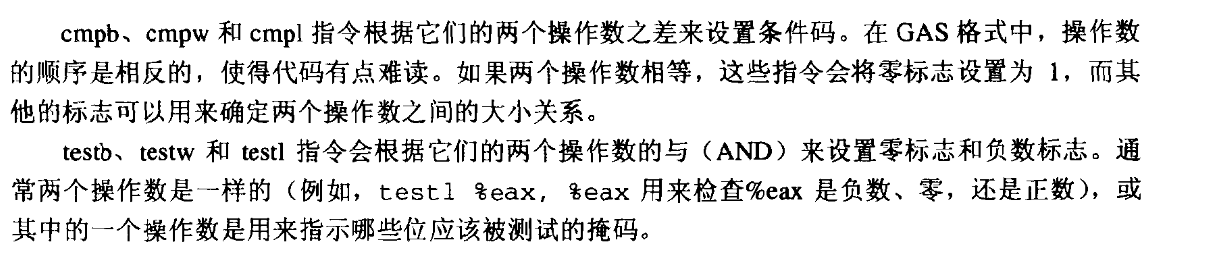 cmpb、cmpw 和 cmpl 指令根据它们的两个操作数之差来设置条件码。在 GAS 格式中，操作数
的顺序是相反的，使得代码有点难读。如果两个操作数相等，这些指令会将零标志设置为 1，而其
他的标志可以用来确定两个操作数之间的大小关系。
testb、testw 和 testl 指令会根据它们的两个操作数的与（AND）来设置零标志和负数标志。通
常两个操作数是一样的（例如，testl %eax, %eax 用来检查%eax 是负数、零，还是正数），或
其中的一个操作数是用来指示哪些位应该被测试的掩码。